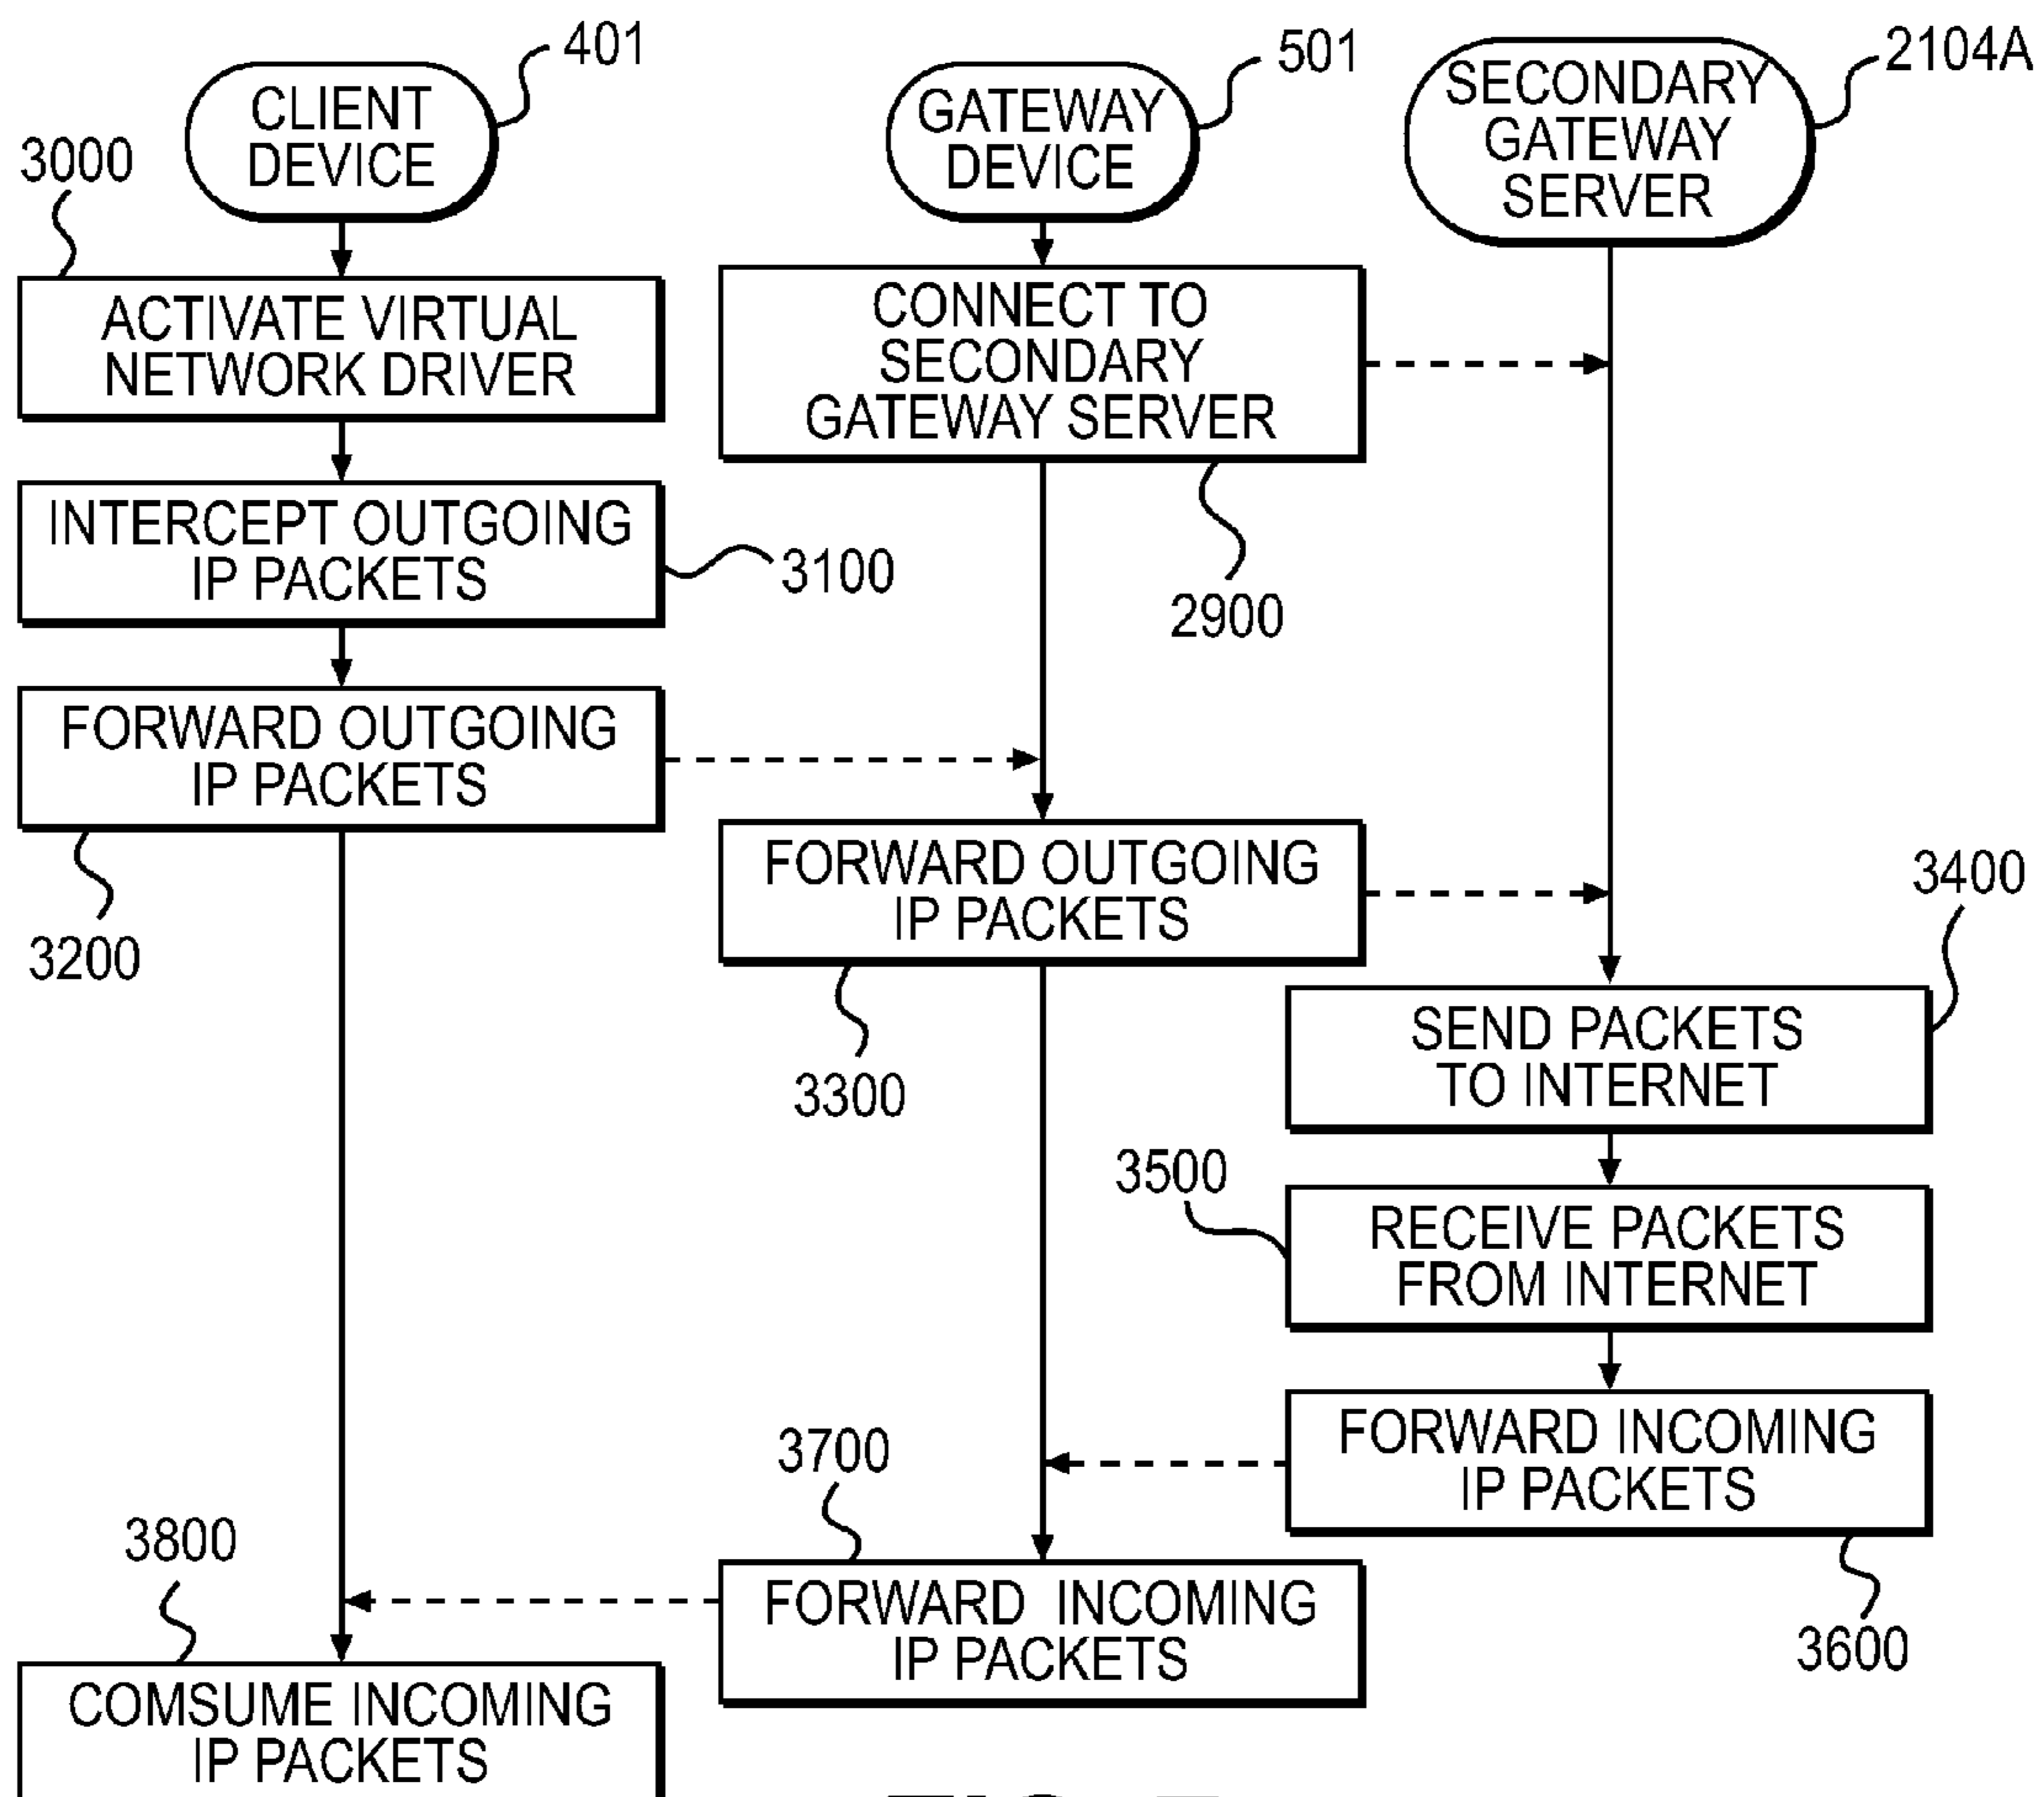 401
CLIENT
DEVICE
501
GATEWAY
DEVICE
2104A
SECONDARY
GATEWAY
SERVER
3000
ACTIVATE VIRTUAL
NETWORK DRIVER
CONNECT TO
SECONDARY
GATEWAY SERVER
2900
INTERCEPT OUTGOING
IP PACKETS
3100
FORWARD OUTGOING
IP PACKETS
3200
FORWARD OUTGOING
IP PACKETS
3300
3400
SEND PACKETS
TO INTERNET
3500
RECEIVE PACKETS
FROM INTERNET
FORWARD INCOMING
IP PACKETS
3600
3700
FORWARD INCOMING
IP PACKETS
3800
COMSUME INCOMING
IP PACKETS